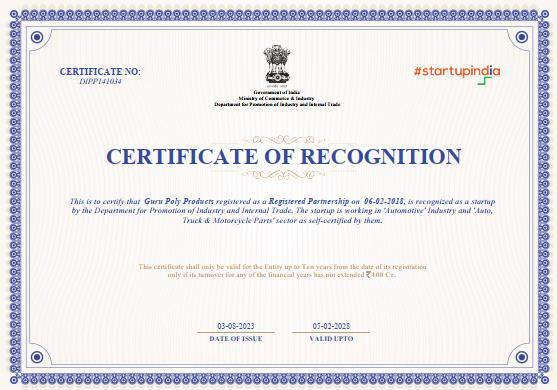 CERTIFICATE NO:
DIPP141034
#startupindia
Government of India
Ministry of Commerce & Industry
Department for Promotion of Industry and Internal Trade
CERTIFICATE OF RECOGNITION
This is to certify that Guru Poly Products registered as a Registered Partnership on 06-02-2018, is recognized as a startup
by the Department for Promotion of Industry and Internal Trade. The startup is working in 'Automotive' Industry and 'Auto,
Truck & Motorcycle Parts' sector as self-certified by them.
This certificate shall only be valid for the Entity up to Ten years from the date of its registration
only if its turnover for any of the financial years has not extended ₹100 Cr.
03-08-2023
05-02-2028
DATE OF ISSUE
VALID UPTO